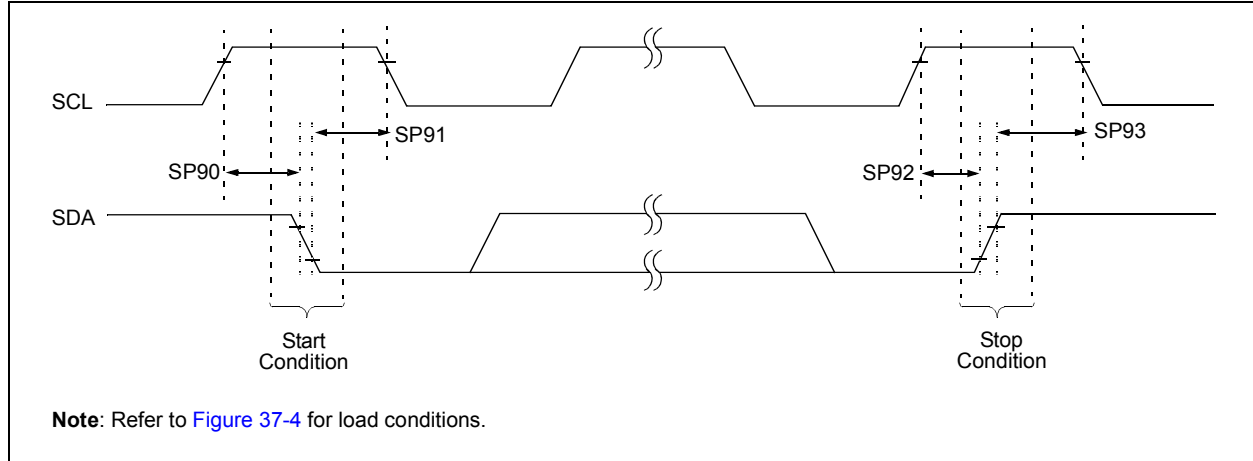 SCL
SP91
SP93
SP90
SP92
SDA
Start
Condition
Stop
Condition
Note: Refer to Figure 37-4 for load conditions.